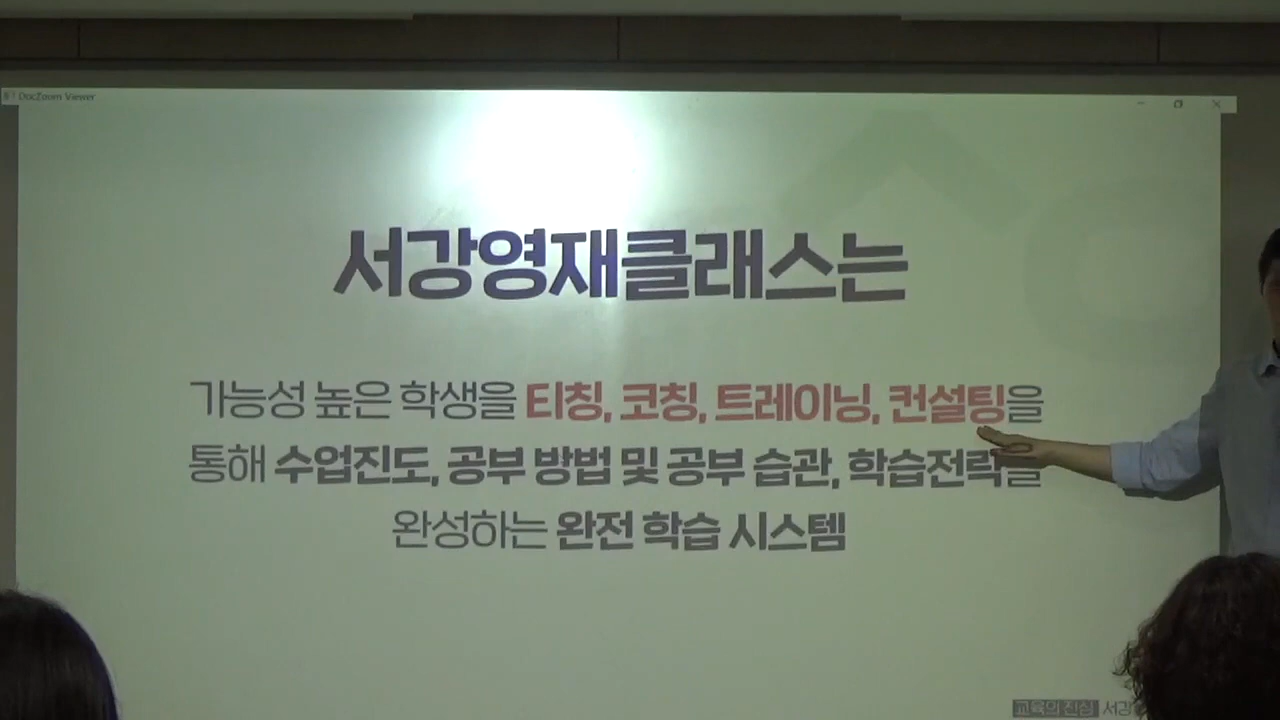 DocZoom Viewer
서강영재클래스는
가능성 높은 학생을 티칭, 코칭, 트레이닝, 컨설팅을
통해 수업진도, 공부 방법 및 공부 습관, 학습전략을
완성하는 완전 학습 시스템
교육의 진심 서강